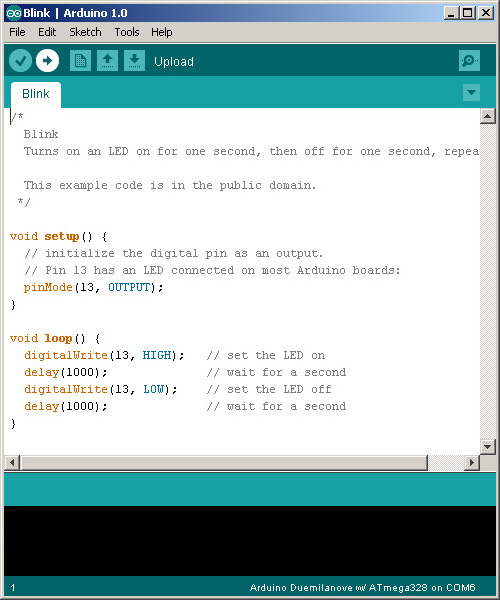 Blink | Arduino 1.0
File Edit Sketch Tools Help
Upload
Blink
/*
  Blink
  Turns on an LED on for one second, then off for one second, repea

  This example code is in the public domain.
 */

void setup() {
  // initialize the digital pin as an output.
  // Pin 13 has an LED connected on most Arduino boards:
  pinMode(13, OUTPUT);
}

void loop() {
  digitalWrite(13, HIGH);   // set the LED on
  delay(1000);              // wait for a second
  digitalWrite(13, LOW);    // set the LED off
  delay(1000);              // wait for a second
}
1 Arduino Duemilanove w/ ATmega328 on COM6